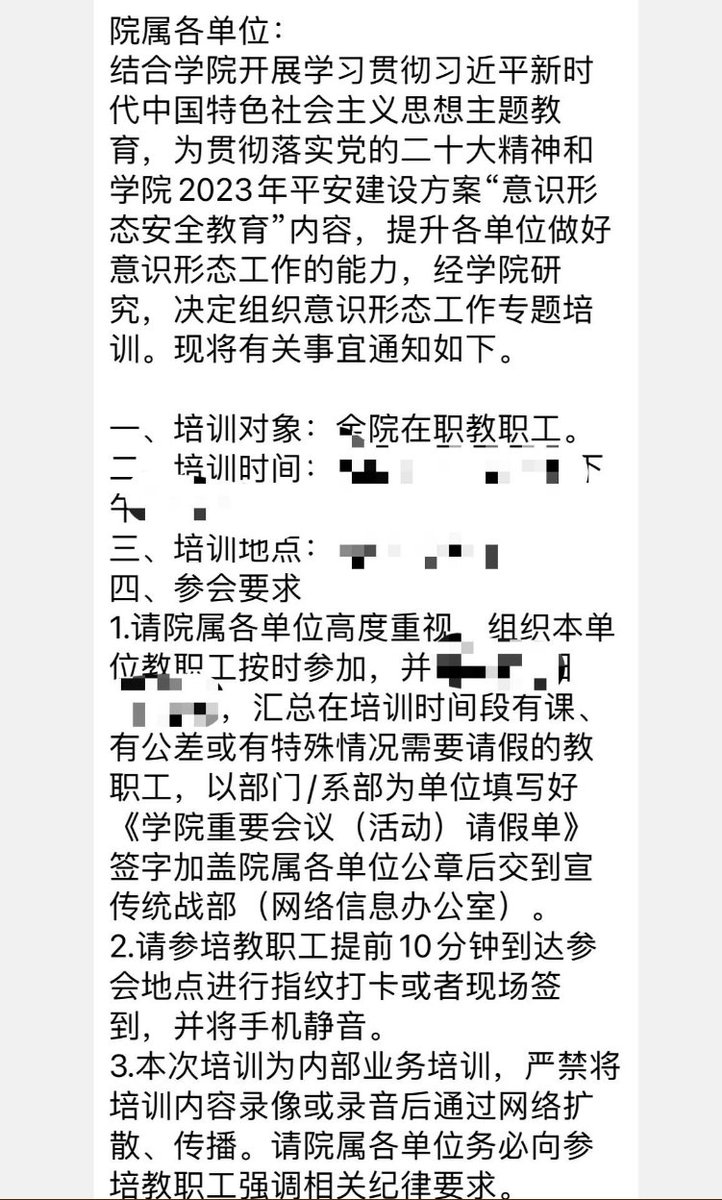 院属各单位：
结合学院开展学习贯彻习近平新时
代中国特色社会主义思想主题教
育，为贯彻落实党的二十大精神和
学院2023年平安建设方案“意识形
态安全教育”内容，提升各单位做好
意识形态工作的能力，经学院研
究，决定组织意识形态工作专题培
训。现将有关事宜通知如下。
一、培训对象：全院在职教职工。
二 培训时间： 下
午
三、培训地点：
四、参会要求
1.请院属各单位高度重视 组织本单
位教职工按时参加，并
，汇总在培训时间段有课、
有公差或有特殊情况需要请假的教
职工，以部门/系部为单位填写好
《学院重要会议（活动）请假单》
签字加盖院属各单位公章后交到宣
传统战部（网络信息办公室）。
2.请参培教职工提前10分钟到达参
会地点进行指纹打卡或者现场签
到，并将手机静音。
3.本次培训为内部业务培训，严禁将
培训内容录像或录音后通过网络扩
散、传播。请院属各单位务必向参
培教职工强调相关纪律要求。